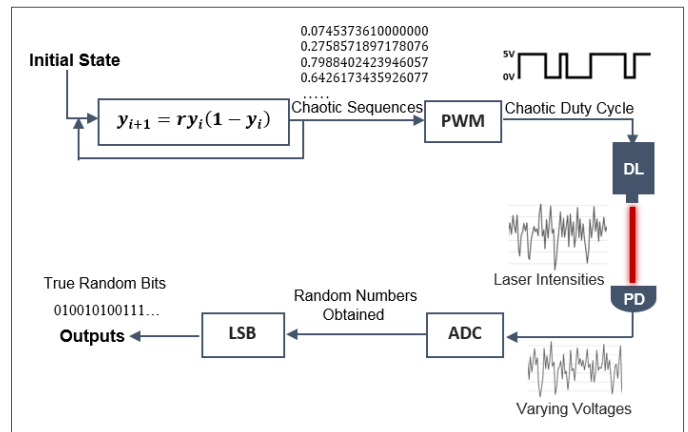 Initial State
0.0745373610000000
0.2758571897178076
0.7988402423946057
0.6426173435926077
.....
yᵢ₊₁ = ryᵢ(1 − yᵢ)
Chaotic Sequences
PWM
5V
0V
Chaotic Duty Cycle
DL
Laser Intensities
PD
Varying Voltages
ADC
Random Numbers
Obtained
LSB
True Random Bits
010010100111...
Outputs